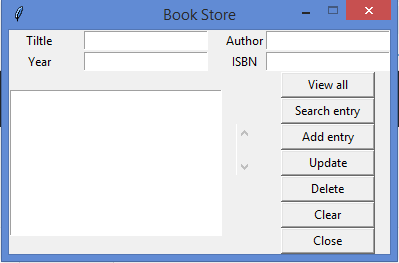 Book Store
Tiltle Author
Year ISBN
View all
Search entry
Add entry
Update
Delete
Clear
Close